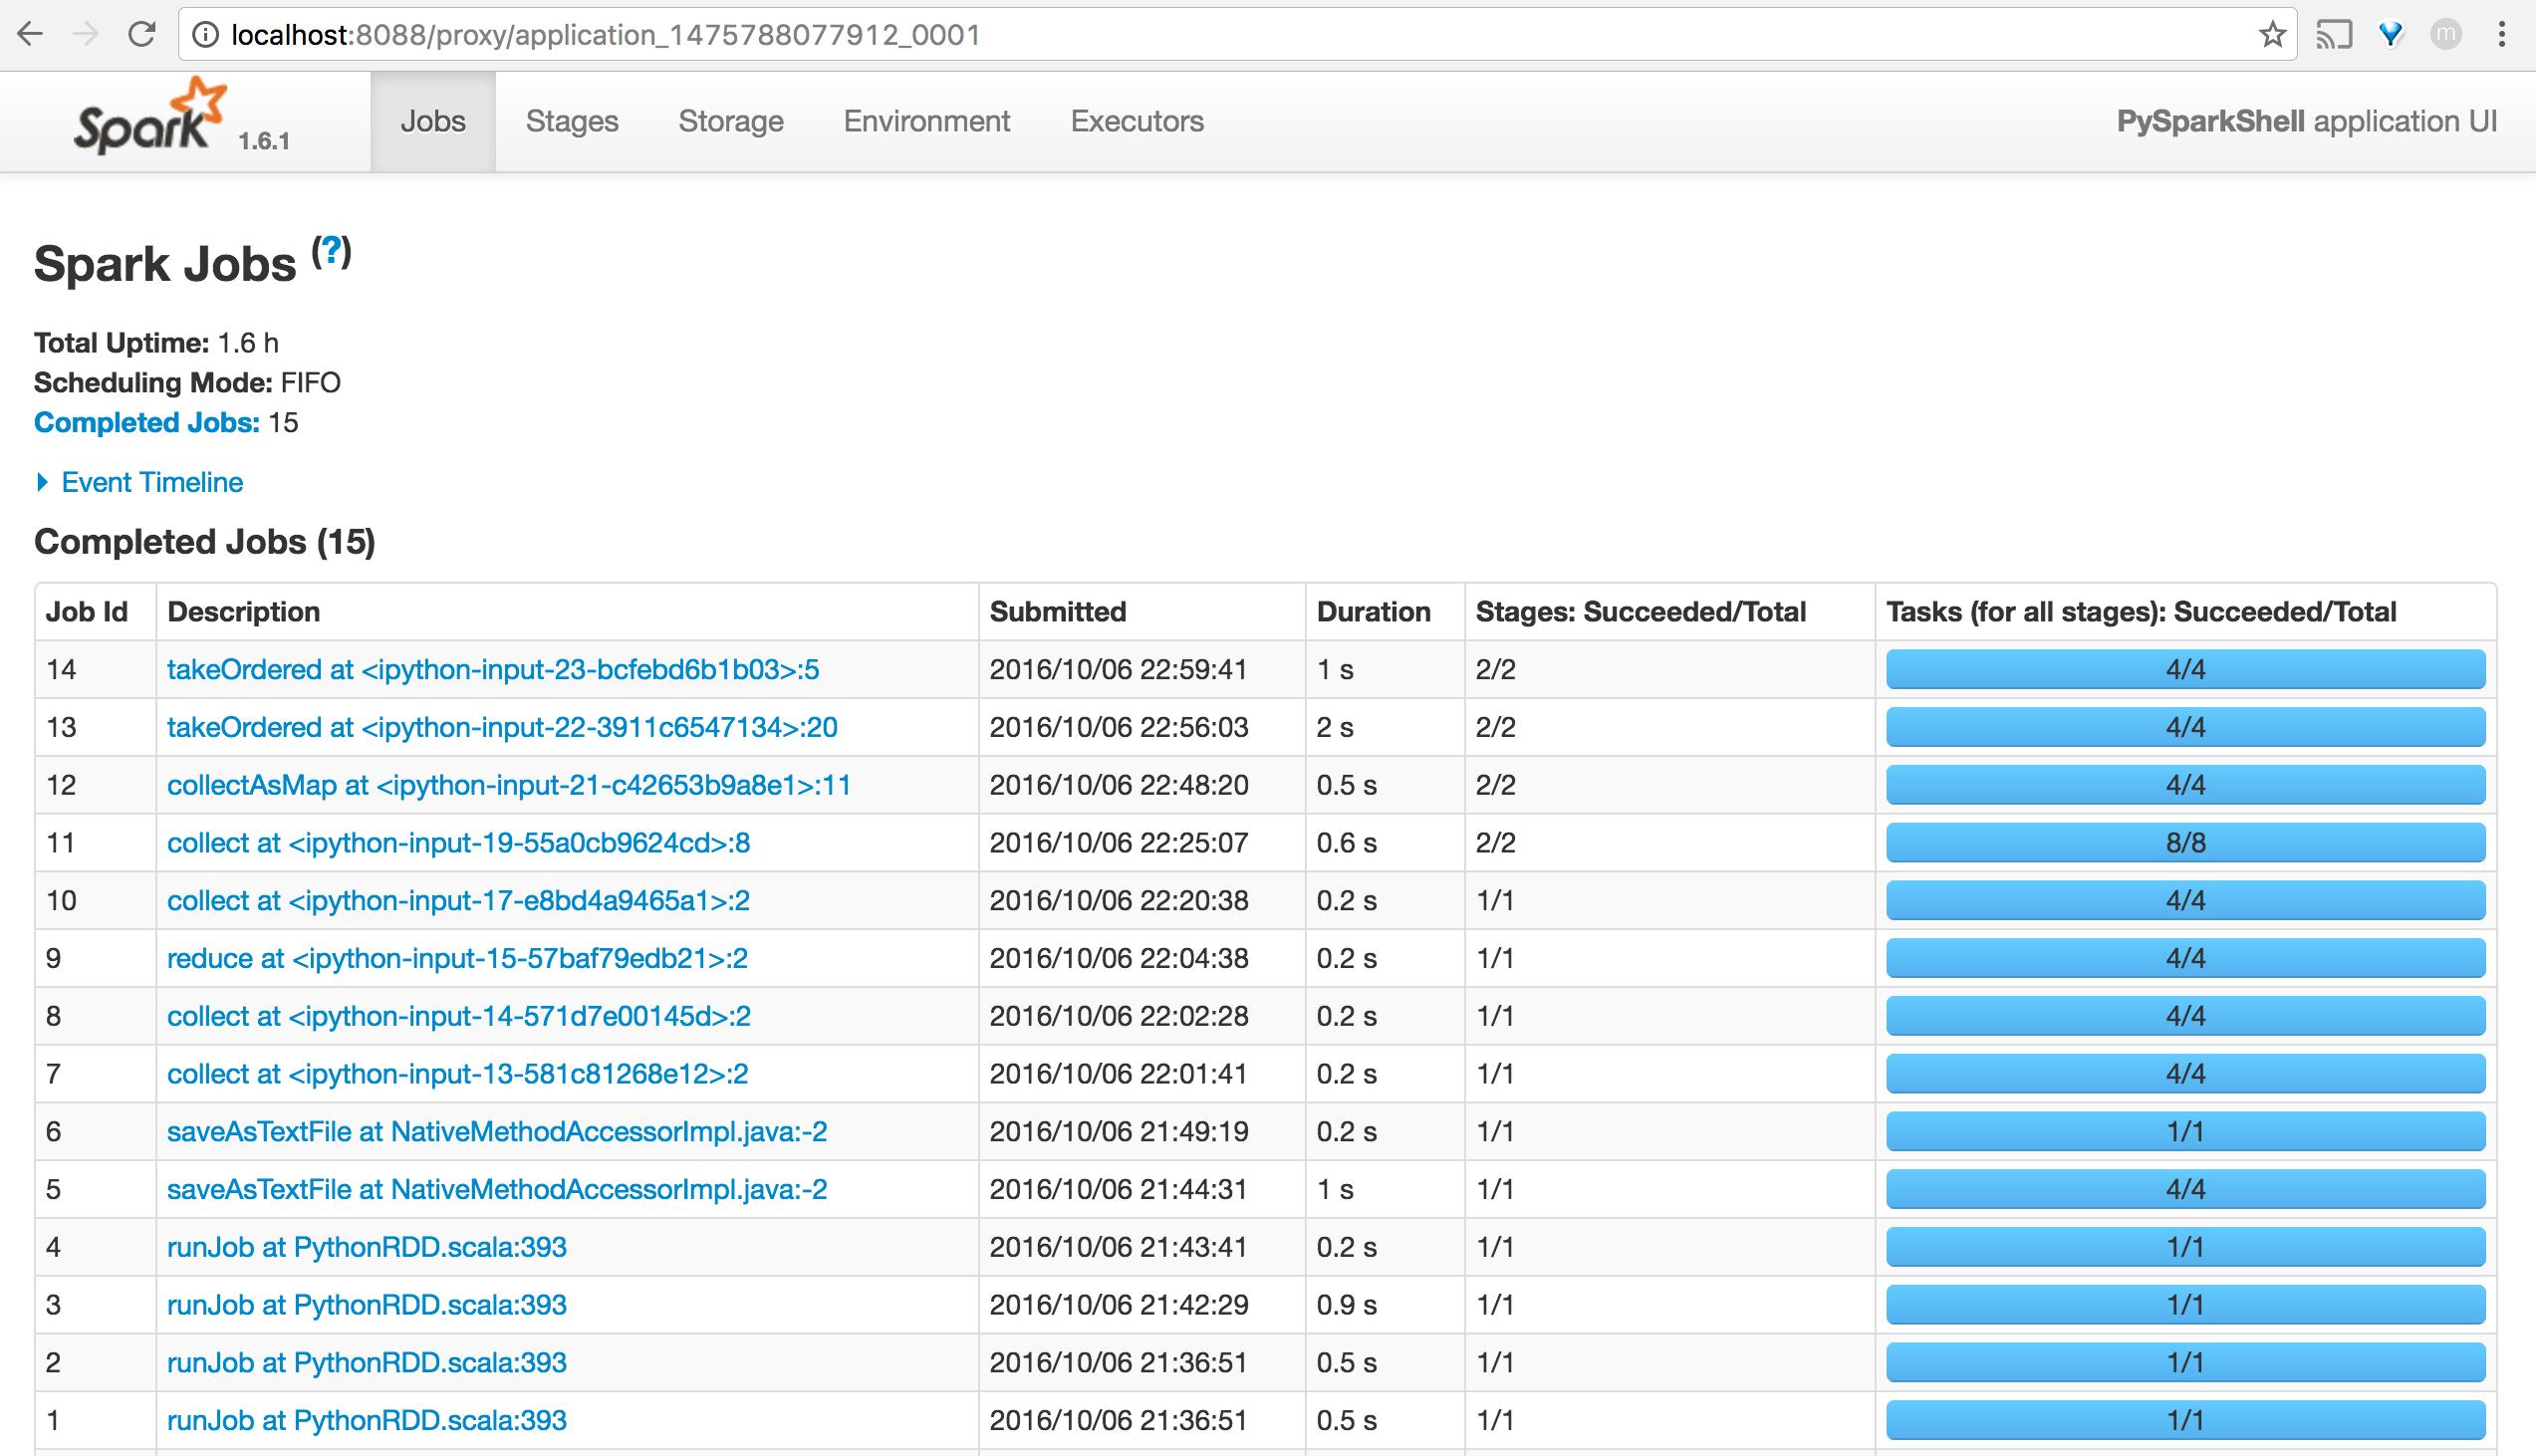 localhost:8088/proxy/application_1475788077912_0001
m
Spark 1.6.1 Jobs Stages Storage Environment Executors PySparkShell application UI
Spark Jobs (?)
Total Uptime: 1.6 h
Scheduling Mode: FIFO
Completed Jobs: 15
Event Timeline
Completed Jobs (15)
Job Id Description Submitted Duration Stages: Succeeded/Total Tasks (for all stages): Succeeded/Total
14 takeOrdered at <ipython-input-23-bcfebd6b1b03>:5 2016/10/06 22:59:41 1 s 2/2 4/4
13 takeOrdered at <ipython-input-22-3911c6547134>:20 2016/10/06 22:56:03 2 s 2/2 4/4
12 collectAsMap at <ipython-input-21-c42653b9a8e1>:11 2016/10/06 22:48:20 0.5 s 2/2 4/4
11 collect at <ipython-input-19-55a0cb9624cd>:8 2016/10/06 22:25:07 0.6 s 2/2 8/8
10 collect at <ipython-input-17-e8bd4a9465a1>:2 2016/10/06 22:20:38 0.2 s 1/1 4/4
9 reduce at <ipython-input-15-57baf79edb21>:2 2016/10/06 22:04:38 0.2 s 1/1 4/4
8 collect at <ipython-input-14-571d7e00145d>:2 2016/10/06 22:02:28 0.2 s 1/1 4/4
7 collect at <ipython-input-13-581c81268e12>:2 2016/10/06 22:01:41 0.2 s 1/1 4/4
6 saveAsTextFile at NativeMethodAccessorImpl.java:-2 2016/10/06 21:49:19 0.2 s 1/1 1/1
5 saveAsTextFile at NativeMethodAccessorImpl.java:-2 2016/10/06 21:44:31 1 s 1/1 4/4
4 runJob at PythonRDD.scala:393 2016/10/06 21:43:41 0.2 s 1/1 1/1
3 runJob at PythonRDD.scala:393 2016/10/06 21:42:29 0.9 s 1/1 1/1
2 runJob at PythonRDD.scala:393 2016/10/06 21:36:51 0.5 s 1/1 1/1
1 runJob at PythonRDD.scala:393 2016/10/06 21:36:51 0.5 s 1/1 1/1